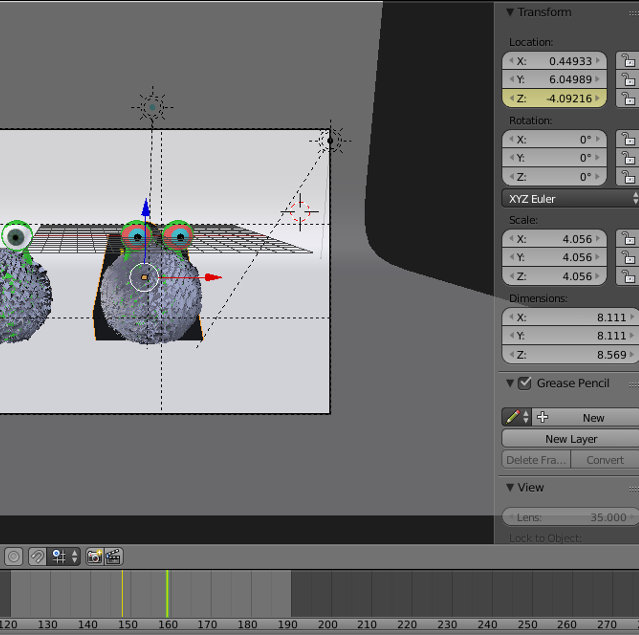 Transform
Location:
X: 0.44933
Y: 6.04989
Z: -4.09216
Rotation:
X: 0°
Y: 0°
Z: 0°
XYZ Euler
Scale:
X: 4.056
Y: 4.056
Z: 4.056
Dimensions:
X: 8.111
Y: 8.111
Z: 8.569
Grease Pencil
New
New Layer
Delete Fra... Convert
View
Lens: 35.000
Lock to Object:
120 130 140 150 160 170 180 190 200 210 220 230 240 250 260 270